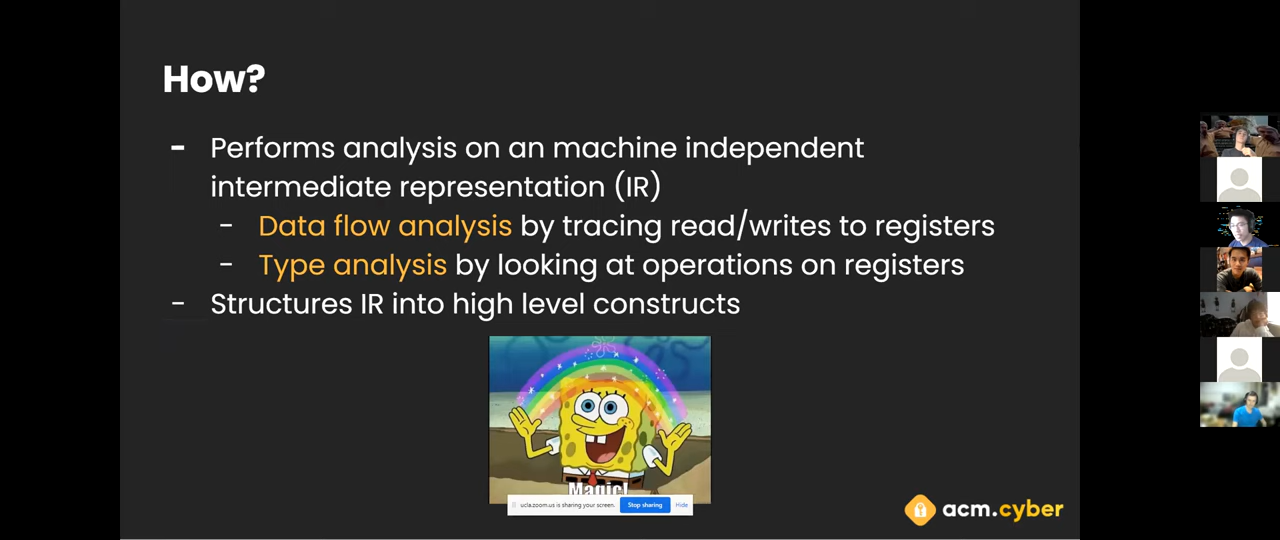 How?
- Performs analysis on an machine independent
intermediate representation (IR)
- Data flow analysis by tracing read/writes to registers
- Type analysis by looking at operations on registers
- Structures IR into high level constructs
Magic!
ucla.zoom.us is sharing your screen. Stop sharing Hide
acm.cyber